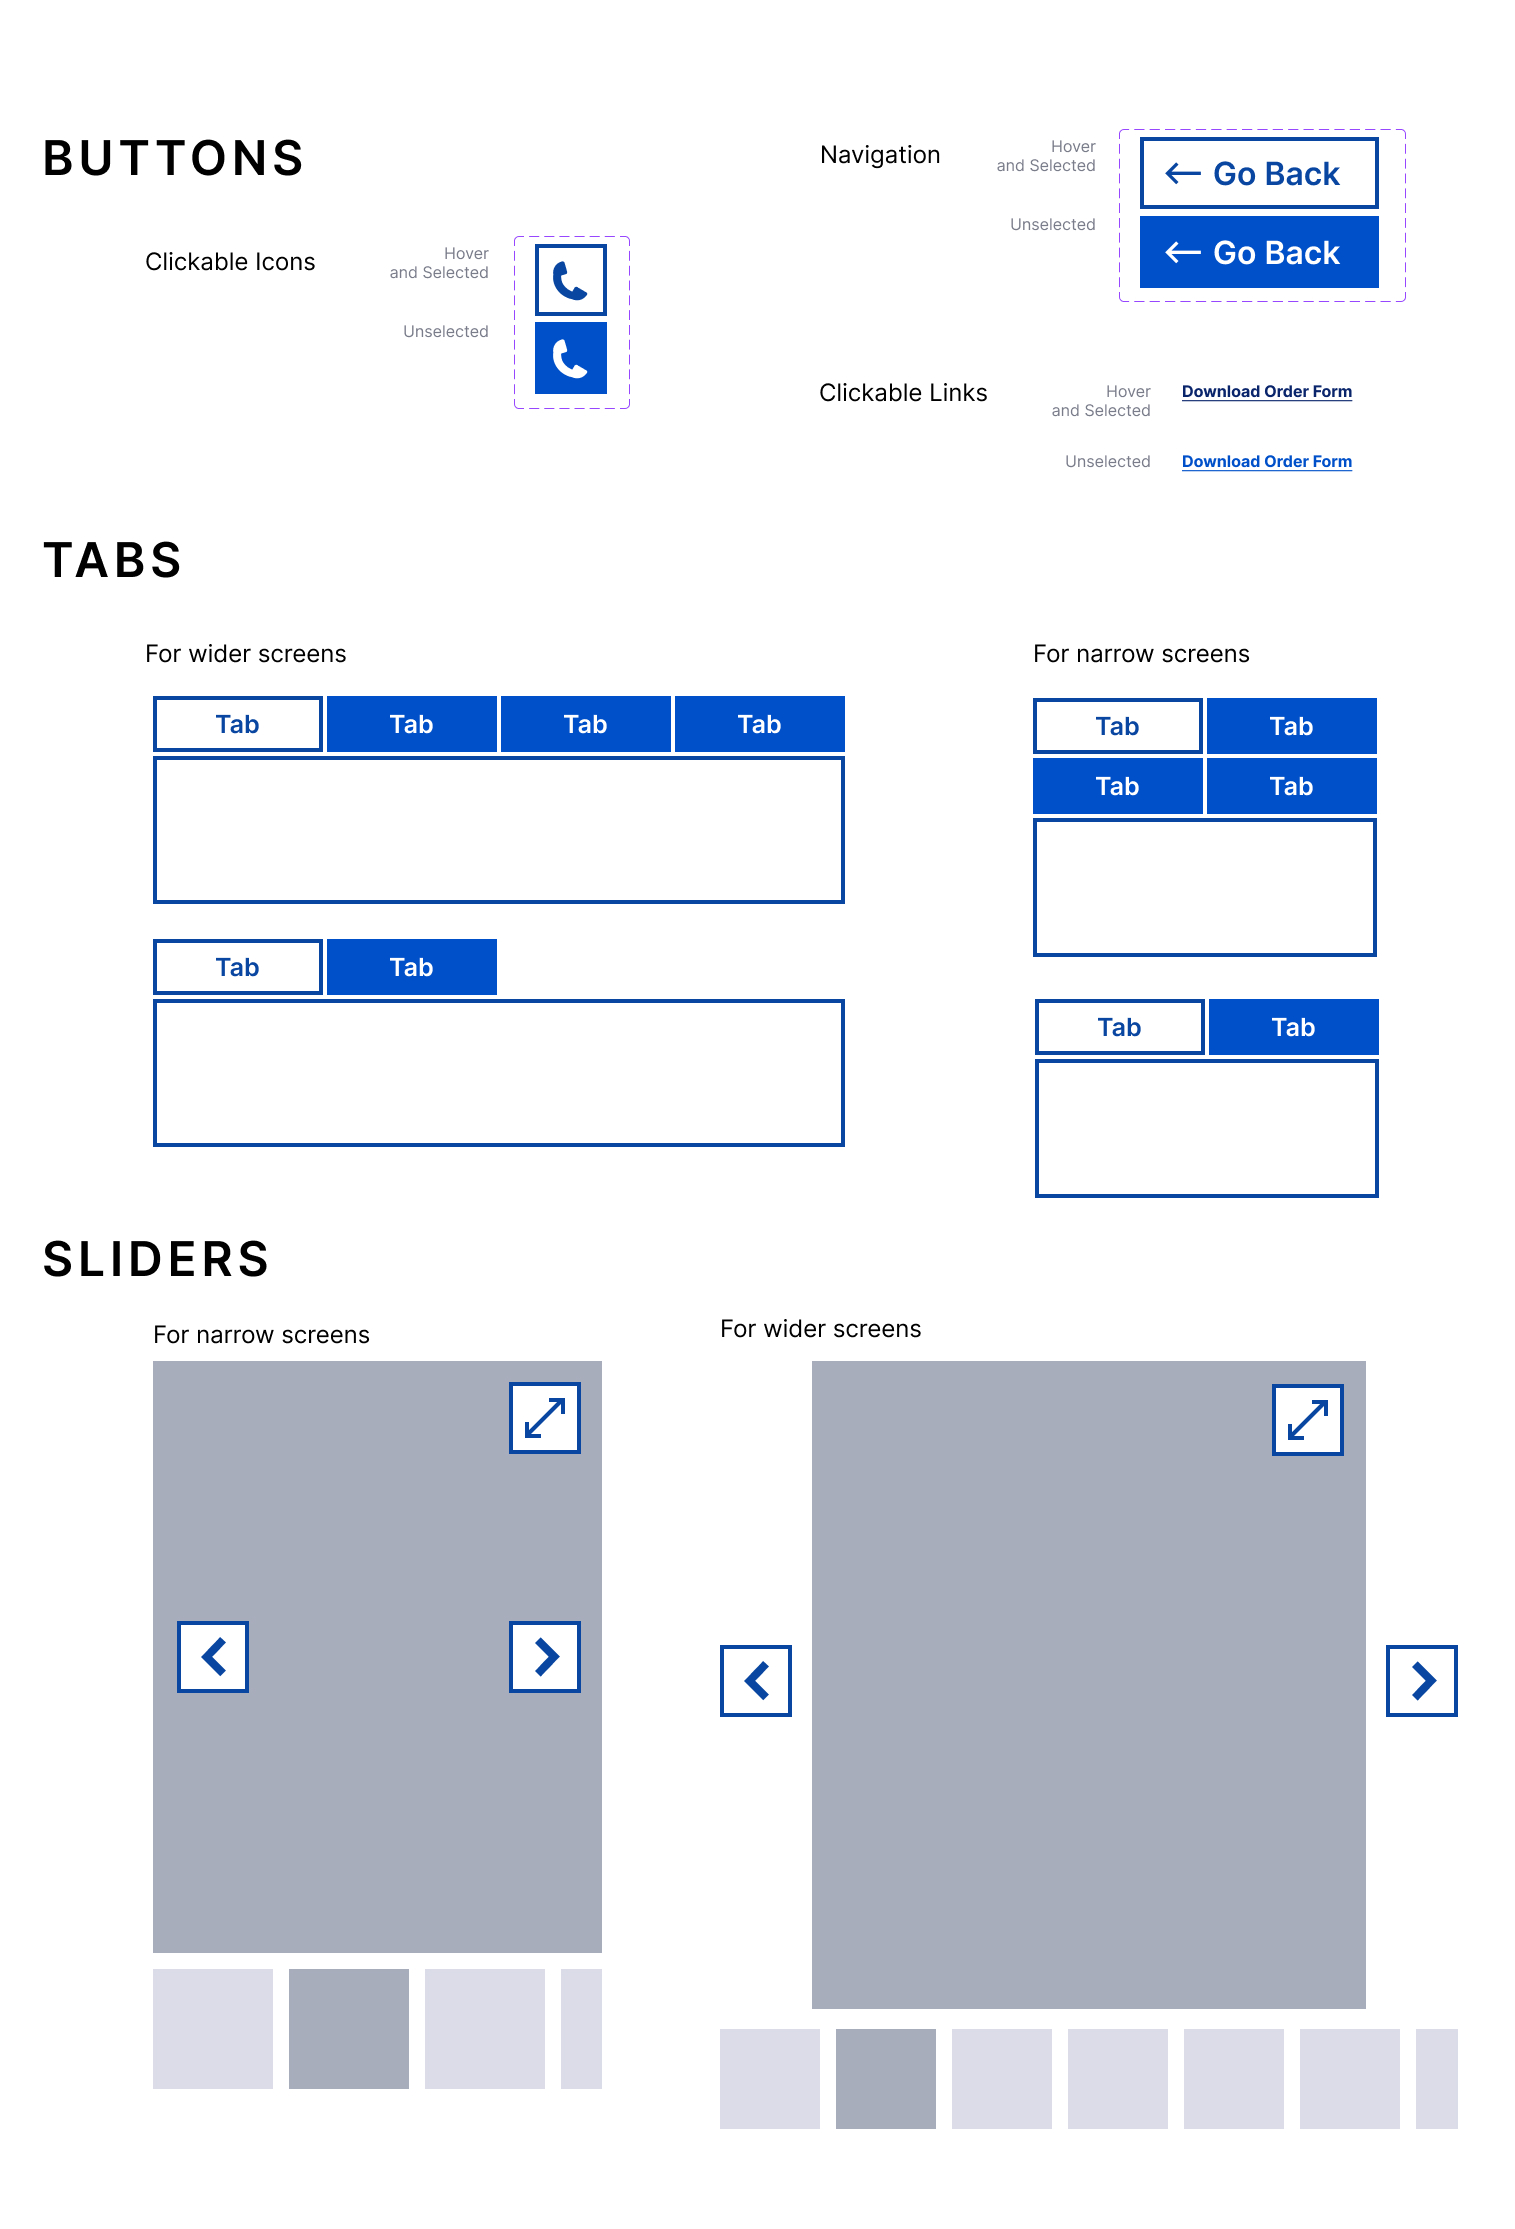 BUTTONS
Clickable Icons
Hover
and Selected
Unselected
Navigation
Hover
and Selected
Unselected
Go Back
Go Back
Clickable Links
Hover
and Selected
Download Order Form
Unselected
Download Order Form
TABS
For wider screens
Tab Tab Tab Tab
Tab Tab
For narrow screens
Tab Tab
Tab Tab
Tab Tab
SLIDERS
For narrow screens
For wider screens